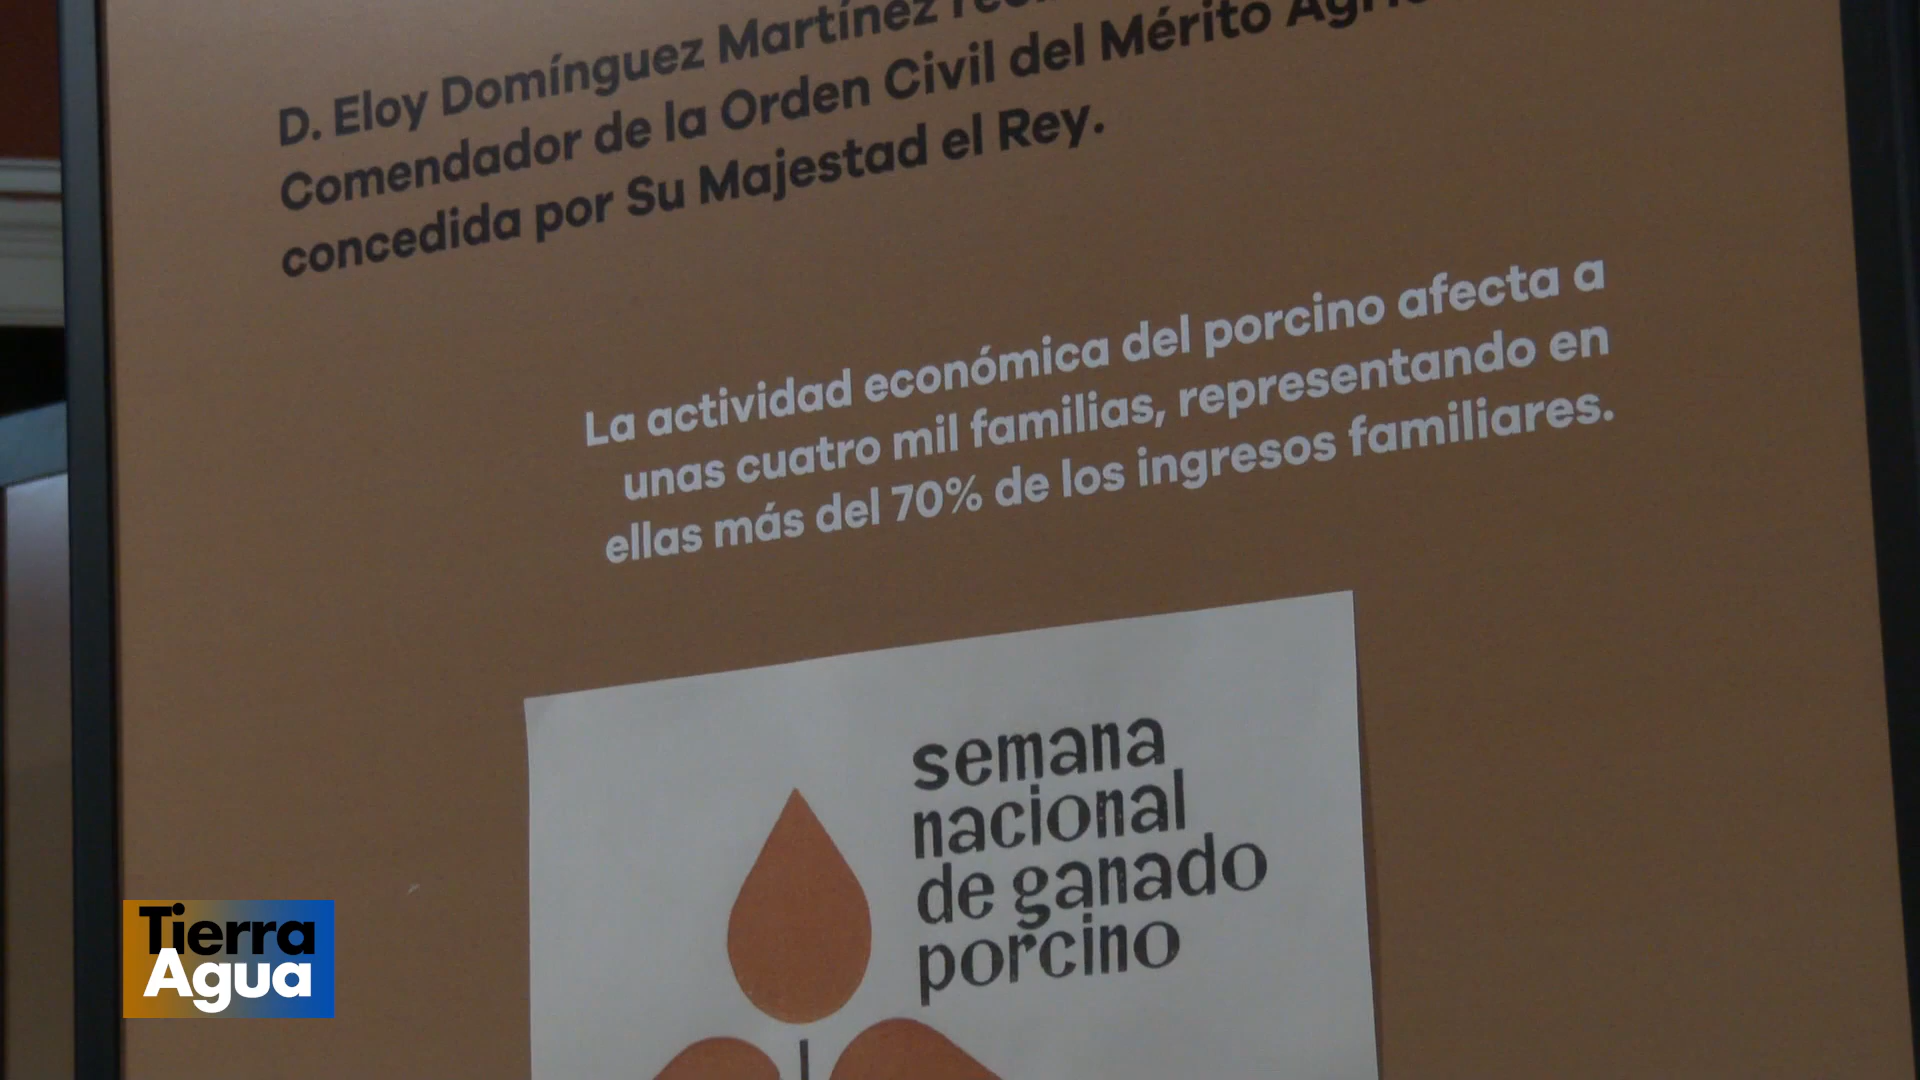 D. Eloy Domínguez Martínez
Comendador de la Orden Civil del Mérito
concedida por Su Majestad el Rey.
La actividad económica del porcino afecta a
unas cuatro mil familias, representando en
ellas más del 70% de los ingresos familiares.
semana
nacional
de ganado
porcino
Tierra
Agua